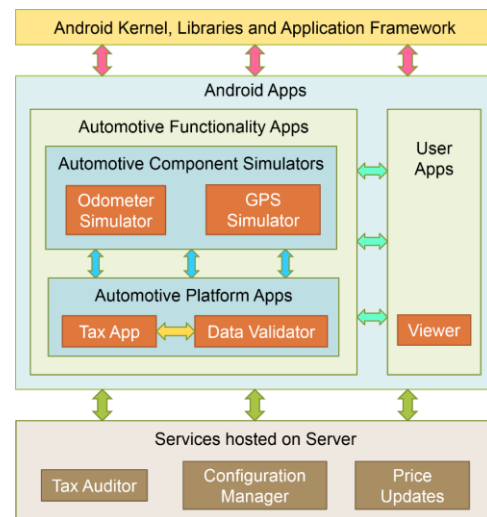 Android Kernel, Libraries and Application Framework
Android Apps
Automotive Functionality Apps
Automotive Component Simulators
Odometer
Simulator
GPS
Simulator
Automotive Platform Apps
Tax App
Data Validator
User
Apps
Viewer
Services hosted on Server
Tax Auditor
Configuration
Manager
Price
Updates